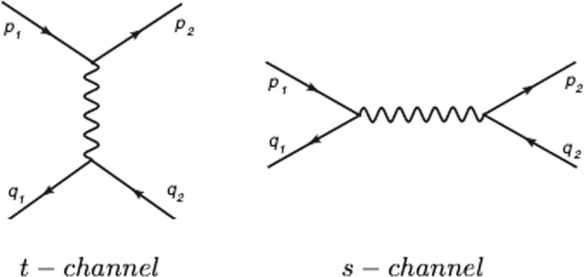 p₁ p₂
q₁ q₂
t − channel
p₁ p₂
q₁ q₂
s − channel